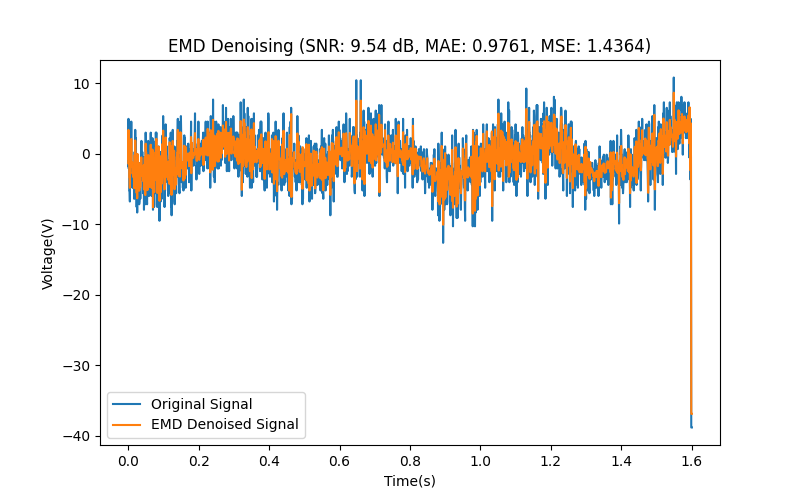 EMD Denoising (SNR: 9.54 dB, MAE: 0.9761, MSE: 1.4364)
10
0
−10
−20
−30
−40
Voltage(V)
Original Signal
EMD Denoised Signal
0.0 0.2 0.4 0.6 0.8 1.0 1.2 1.4 1.6
Time(s)